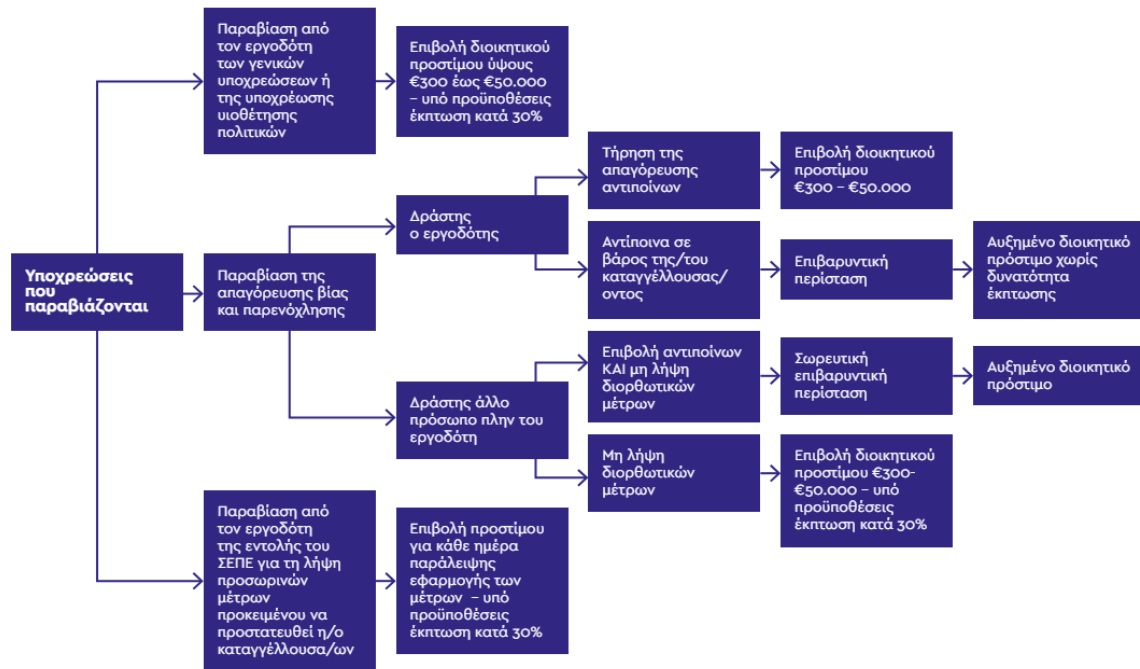 Υποχρεώσεις
που
παραβιάζονται
Παραβίαση από
τον εργοδότη
των γενικών
υποχρεώσεων ή
της υποχρέωσης
υιοθέτησης
πολιτικών
Επιβολή διοικητικού
προστίμου ύψους
€300 έως €50.000
– υπό προϋποθέσεις
έκπτωση κατά 30%
Παραβίαση της
απαγόρευσης βίας
και παρενόχλησης
Δράστης
ο εργοδότης
Τήρηση της
απαγόρευσης
αντιποίνων
Επιβολή διοικητικού
προστίμου
€300 – €50.000
Αντίποινα σε
βάρος της/του
καταγγέλλουσας/
οντος
Επιβαρυντική
περίσταση
Αυξημένο διοικητικό
πρόστιμο χωρίς
δυνατότητα
έκπτωσης
Δράστης άλλο
πρόσωπο πλην του
εργοδότη
Επιβολή αντιποίνων
ΚΑΙ μη λήψη
διορθωτικών
μέτρων
Σωρευτική
επιβαρυντική
περίσταση
Αυξημένο διοικητικό
πρόστιμο
Μη λήψη
διορθωτικών
μέτρων
Επιβολή διοικητικού
προστίμου €300-
€50.000 – υπό
προϋποθέσεις
έκπτωση κατά 30%
Παραβίαση από
τον εργοδότη
της εντολής του
ΣΕΠΕ για τη λήψη
προσωρινών
μέτρων
προκειμένου να
προστατευθεί η/ο
καταγγέλλουσα/ων
Επιβολή προστίμου
για κάθε ημέρα
παράλειψης
εφαρμογής των
μέτρων – υπό
προϋποθέσεις
έκπτωση κατά 30%